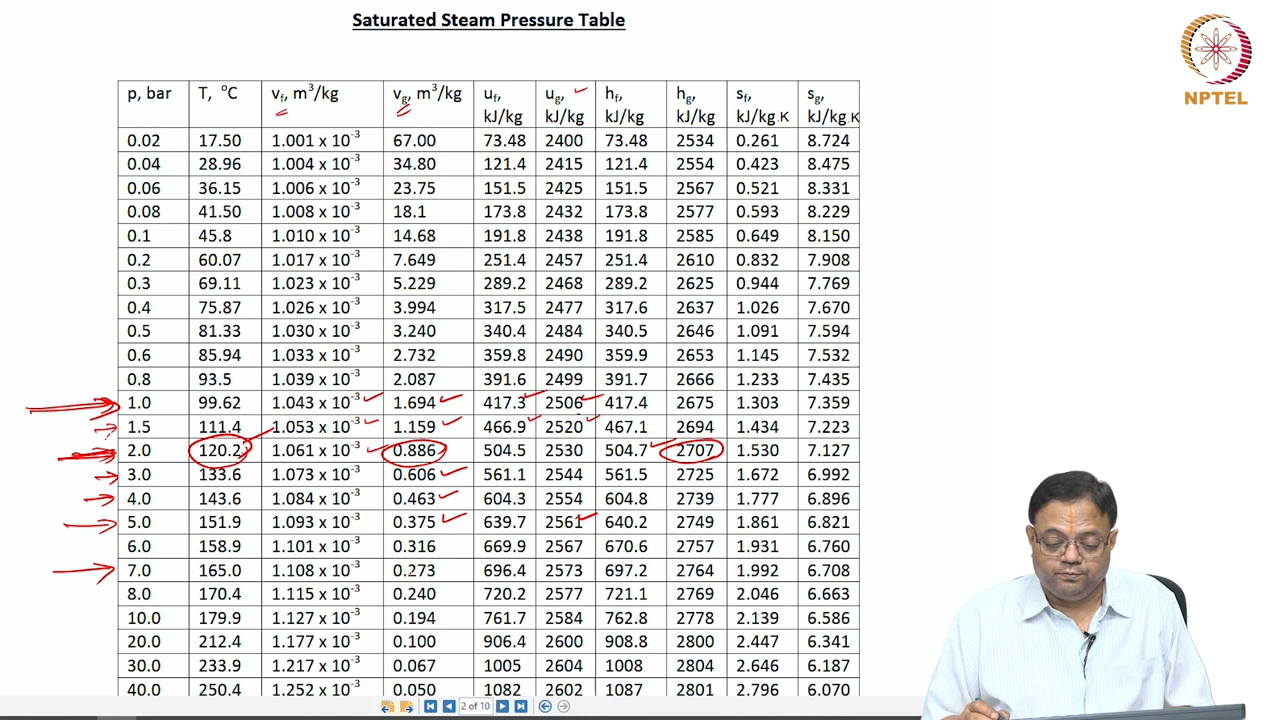 Saturated Steam Pressure Table
NPTEL
p, bar T, °C vf, m³/kg vg, m³/kg uf, kJ/kg ug, kJ/kg hf, kJ/kg hg, kJ/kg sf, kJ/kg.K sg, kJ/kg.K
0.02 17.50 1.001 x 10⁻³ 67.00 73.48 2400 73.48 2534 0.261 8.724
0.04 28.96 1.004 x 10⁻³ 34.80 121.4 2415 121.4 2554 0.423 8.475
0.06 36.15 1.006 x 10⁻³ 23.75 151.5 2425 151.5 2567 0.521 8.331
0.08 41.50 1.008 x 10⁻³ 18.1 173.8 2432 173.8 2577 0.593 8.229
0.1 45.8 1.010 x 10⁻³ 14.68 191.8 2438 191.8 2585 0.649 8.150
0.2 60.07 1.017 x 10⁻³ 7.649 251.4 2457 251.4 2610 0.832 7.908
0.3 69.11 1.023 x 10⁻³ 5.229 289.2 2468 289.2 2625 0.944 7.769
0.4 75.87 1.026 x 10⁻³ 3.994 317.5 2477 317.6 2637 1.026 7.670
0.5 81.33 1.030 x 10⁻³ 3.240 340.4 2484 340.5 2646 1.091 7.594
0.6 85.94 1.033 x 10⁻³ 2.732 359.8 2490 359.9 2653 1.145 7.532
0.8 93.5 1.039 x 10⁻³ 2.087 391.6 2499 391.7 2666 1.233 7.435
1.0 99.62 1.043 x 10⁻³ 1.694 417.3 2506 417.4 2675 1.303 7.359
1.5 111.4 1.053 x 10⁻³ 1.159 466.9 2520 467.1 2694 1.434 7.223
2.0 120.2 1.061 x 10⁻³ 0.886 504.5 2530 504.7 2707 1.530 7.127
3.0 133.6 1.073 x 10⁻³ 0.606 561.1 2544 561.5 2725 1.672 6.992
4.0 143.6 1.084 x 10⁻³ 0.463 604.3 2554 604.8 2739 1.777 6.896
5.0 151.9 1.093 x 10⁻³ 0.375 639.7 2561 640.2 2749 1.861 6.821
6.0 158.9 1.101 x 10⁻³ 0.316 669.9 2567 670.6 2757 1.931 6.760
7.0 165.0 1.108 x 10⁻³ 0.273 696.4 2573 697.2 2764 1.992 6.708
8.0 170.4 1.115 x 10⁻³ 0.240 720.2 2577 721.1 2769 2.046 6.663
10.0 179.9 1.127 x 10⁻³ 0.194 761.7 2584 762.8 2778 2.139 6.586
20.0 212.4 1.177 x 10⁻³ 0.100 906.4 2600 908.8 2800 2.447 6.341
30.0 233.9 1.217 x 10⁻³ 0.067 1005 2604 1008 2804 2.646 6.187
40.0 250.4 1.252 x 10⁻³ 0.050 1082 2602 1087 2801 2.796 6.070
2 of 10